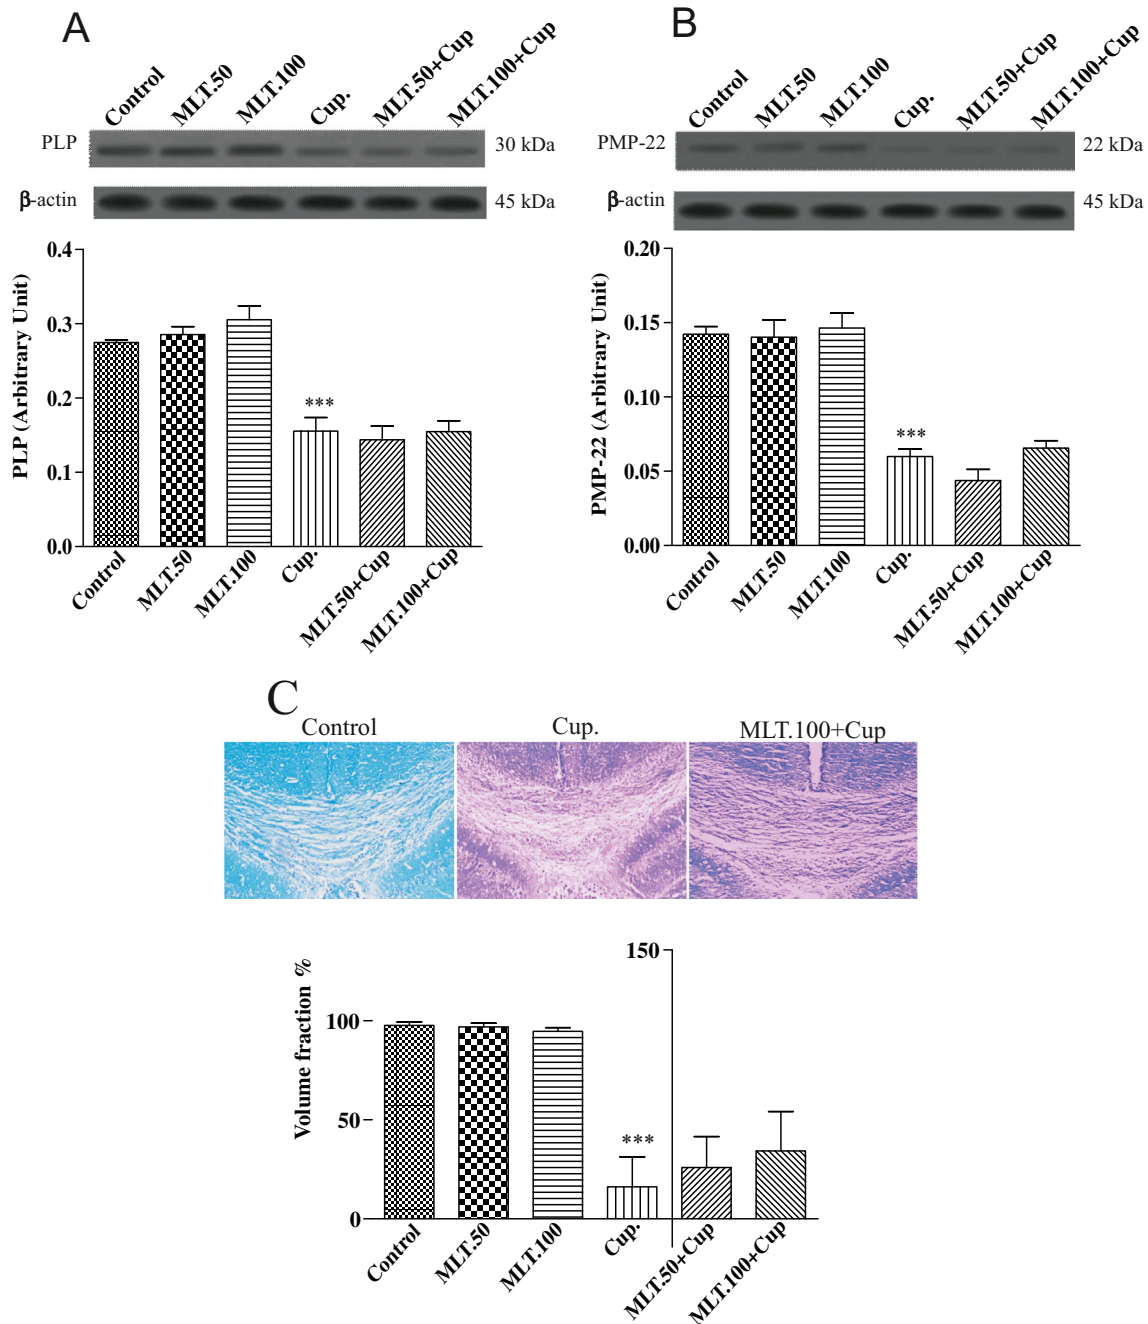 A
Control MLT.50 MLT.100 Cup. MLT.50+Cup MLT.100+Cup
PLP 30 kDa
β-actin 45 kDa
PLP (Arbitrary Unit)
0.4
0.3
0.2
0.1
0.0
***
Control MLT.50 MLT.100 Cup. MLT.50+Cup MLT.100+Cup
B
Control MLT.50 MLT.100 Cup. MLT.50+Cup MLT.100+Cup
PMP-22 22 kDa
β-actin 45 kDa
PMP-22 (Arbitrary Unit)
0.20
0.15
0.10
0.05
0.00
***
Control MLT.50 MLT.100 Cup. MLT.50+Cup MLT.100+Cup
C
Control Cup. MLT.100+Cup
Volume fraction %
150
100
50
0
***
Control MLT.50 MLT.100 Cup. MLT.50+Cup MLT.100+Cup